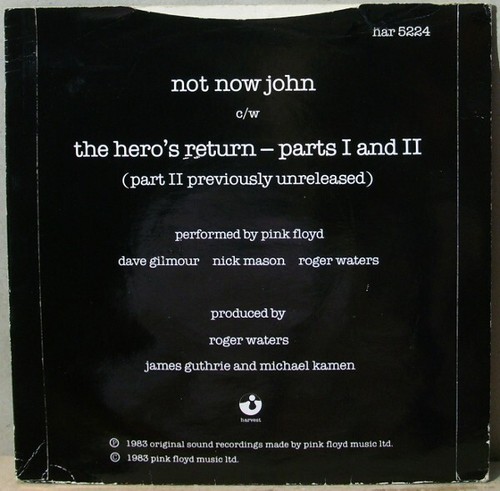 har 5224
not now john
c/w
the hero's return – parts I and II
(part II previously unreleased)
performed by pink floyd
dave gilmour nick mason roger waters
produced by
roger waters
james guthrie and michael kamen
harvest
Ⓟ 1983 original sound recordings made by pink floyd music ltd.
© 1983 pink floyd music ltd.